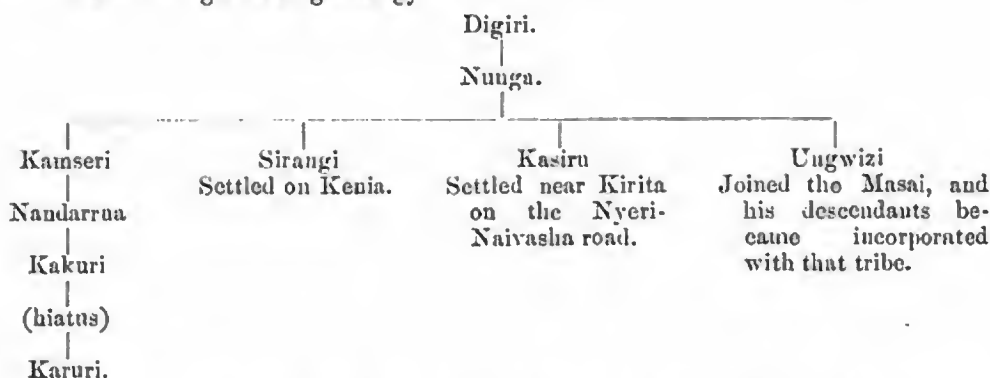 Digiri.
Nunga.
Kamseri
Nandarrua
Kakuri
(hiatus)
Karuri.
Sirangi
Settled on Kenia.
Kasiru
Settled near Kirita
on the Nyeri-
Naivasha road.
Ungwizi
Joined the Masai, and
his descendants be-
came incorporated
with that tribe.